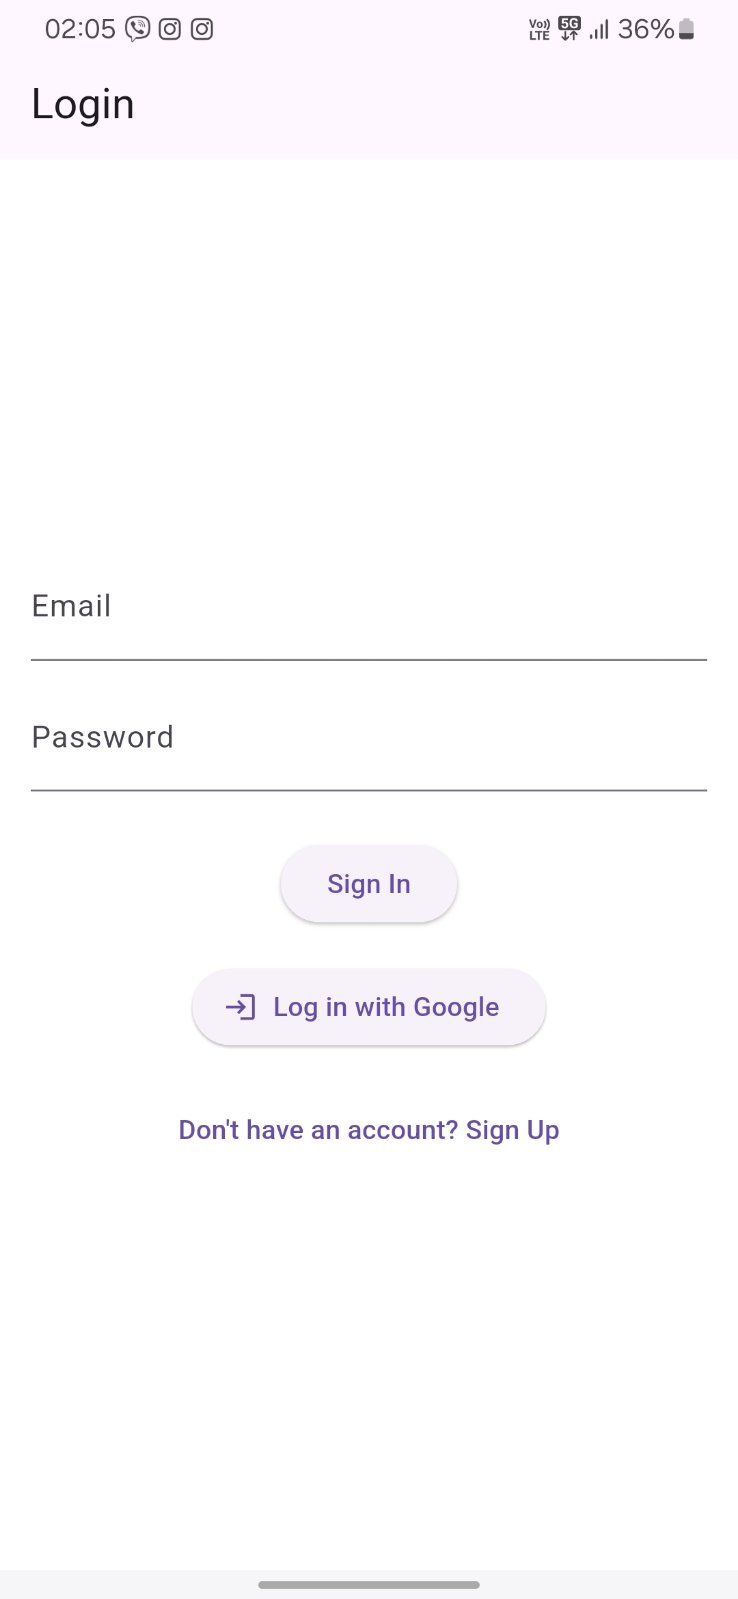 02:05 Vo)) LTE 5G 36%
Login
Email
Password
Sign In
Log in with Google
Don't have an account? Sign Up